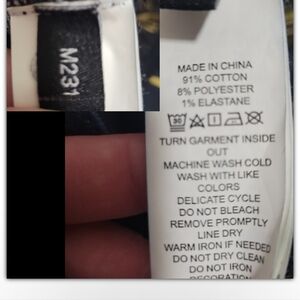 M231
MADE IN CHINA
91% COTTON
8% POLYESTER
1% ELASTANE
30
TURN GARMENT INSIDE
OUT
MACHINE WASH COLD
WASH WITH LIKE
COLORS
DELICATE CYCLE
DO NOT BLEACH
REMOVE PROMPTLY
LINE DRY
WARM IRON IF NEEDED
DO NOT DRY CLEAN
DO NOT IRON
DECORATION